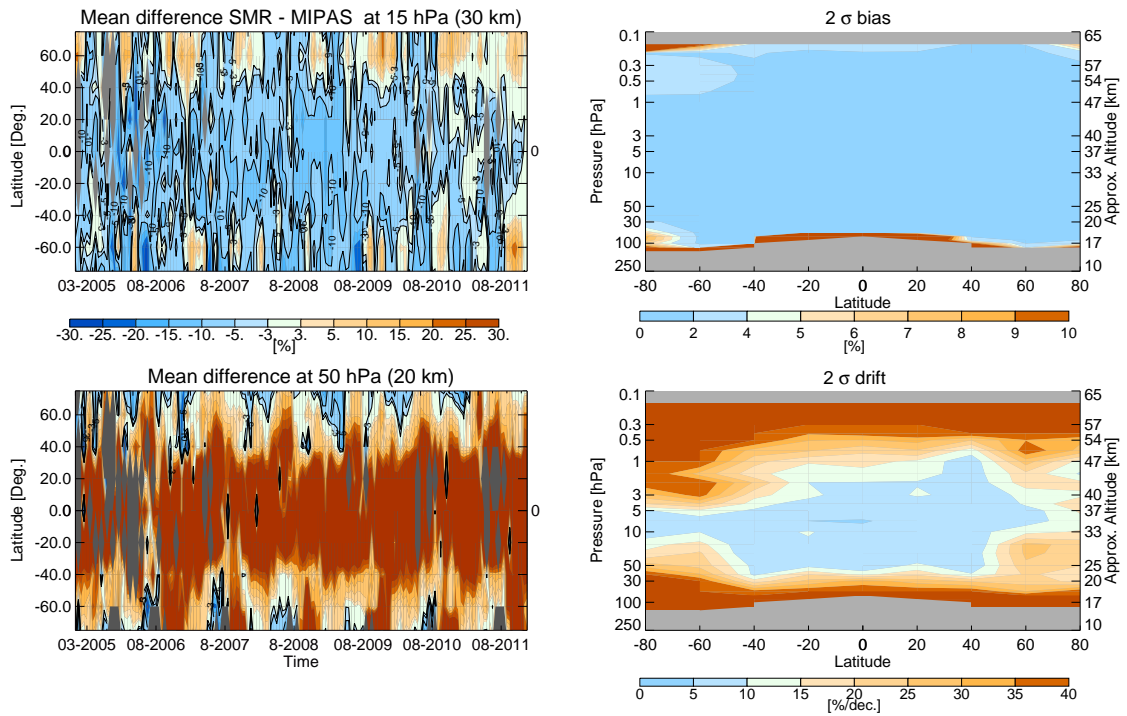 Mean difference SMR - MIPAS at 15 hPa (30 km)
Latitude [Deg.]
60.0
40.0
20.0
0.0
-20.0
-40.0
-60.0
0
03-2005 08-2006 8-2007 08-2008 08-2009 08-2010 08-2011
-30. -25. -20. -15. -10. -5. -3. 3. 5. 10. 15. 20. 25. 30.
[%]
2 σ bias
Pressure [hPa]
0.1
0.3
0.5
1
3
5
10
50
30
100
250
Approx. Altitude [km]
65
57
54
47
40
37
33
20
19
17
10
-80 -60 -40 -20 0 20 40 60 80
Latitude
0 2 4 5 6 7 8 9 10
[%]
Mean difference at 50 hPa (20 km)
Latitude [Deg.]
60.0
40.0
20.0
0.0
-20.0
-40.0
-60.0
0
03-2005 08-2006 8-2007 08-2008 08-2009 08-2010 08-2011
Time
2 σ drift
Pressure [hPa]
0.1
0.3
0.5
1
3
5
10
50
30
100
250
Approx. Altitude [km]
65
57
54
47
40
37
33
24
20
17
10
-80 -60 -40 -20 0 20 40 60 80
Latitude
0 5 10 15 20 25 30 35 40
[%/dec.]